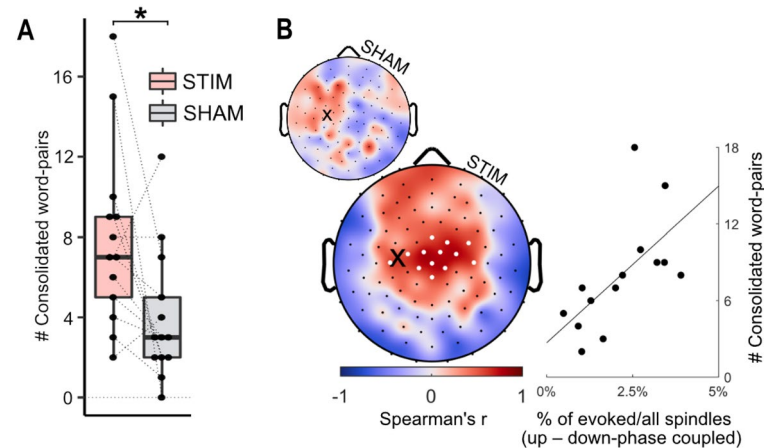 A
*
# Consolidated word-pairs
16
12
8
4
0
STIM
SHAM
B
SHAM
X
STIM
X
-1
0
1
Spearman's r
18
12
6
0
# Consolidated word-pairs
0%
2.5%
5%
% of evoked/all spindles
(up – down-phase coupled)